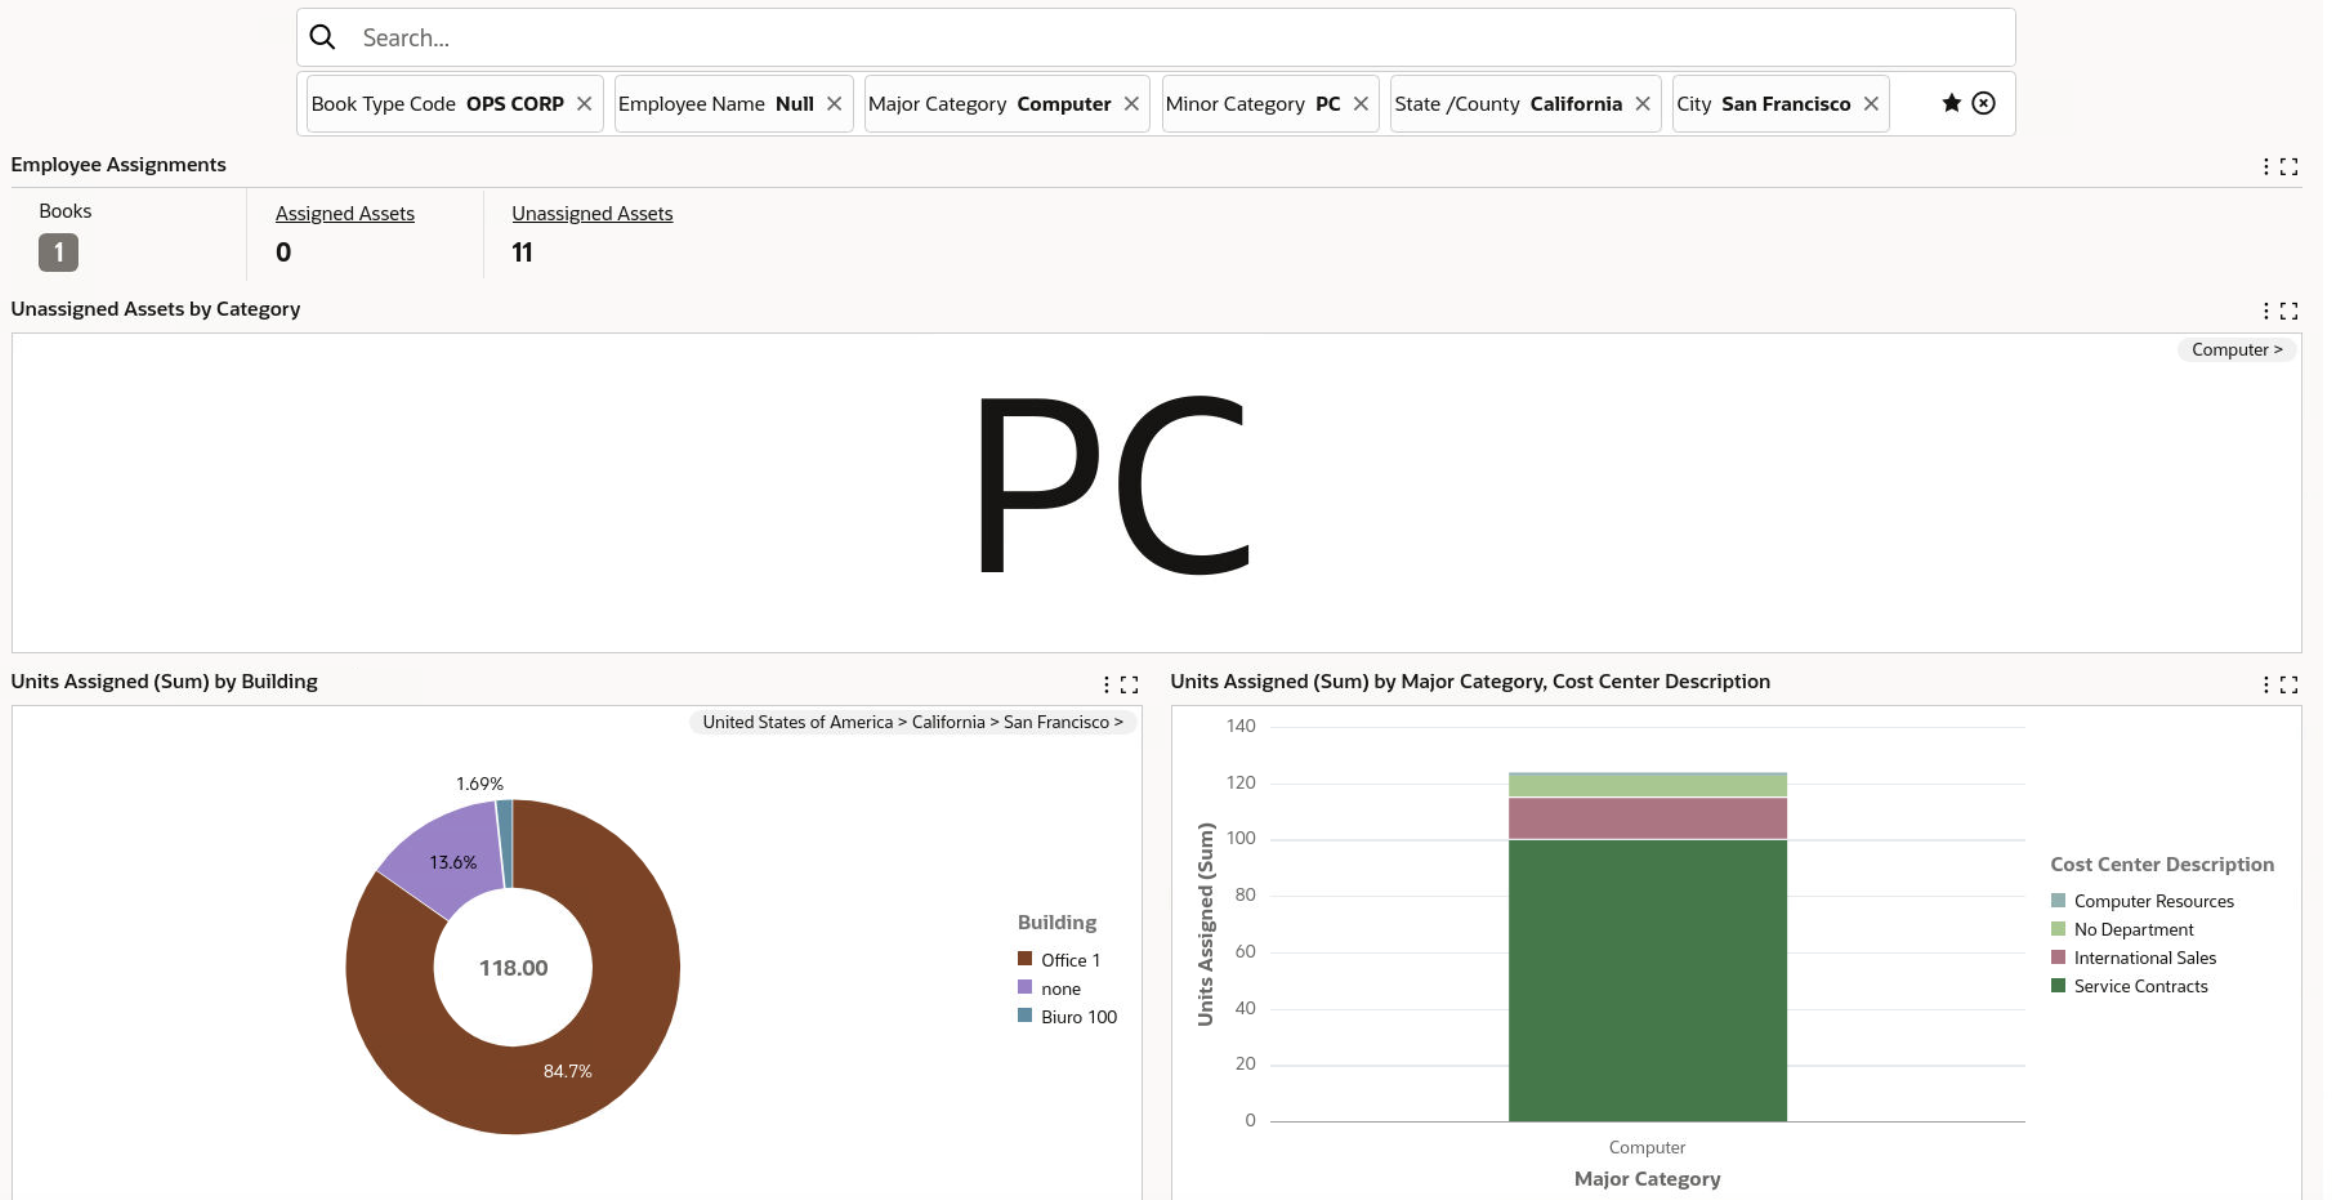 Search...
Book Type Code OPS CORP Employee Name Null Major Category Computer Minor Category PC State /County California City San Francisco
Employee Assignments
Books
1
Assigned Assets
0
Unassigned Assets
11
Unassigned Assets by Category
Computer >
PC
Units Assigned (Sum) by Building
United States of America > California > San Francisco >
1.69%
13.6%
118.00
84.7%
Building
Office 1
none
Biuro 100
Units Assigned (Sum) by Major Category, Cost Center Description
Units Assigned (Sum)
140
120
100
80
60
40
20
0
Computer
Major Category
Cost Center Description
Computer Resources
No Department
International Sales
Service Contracts